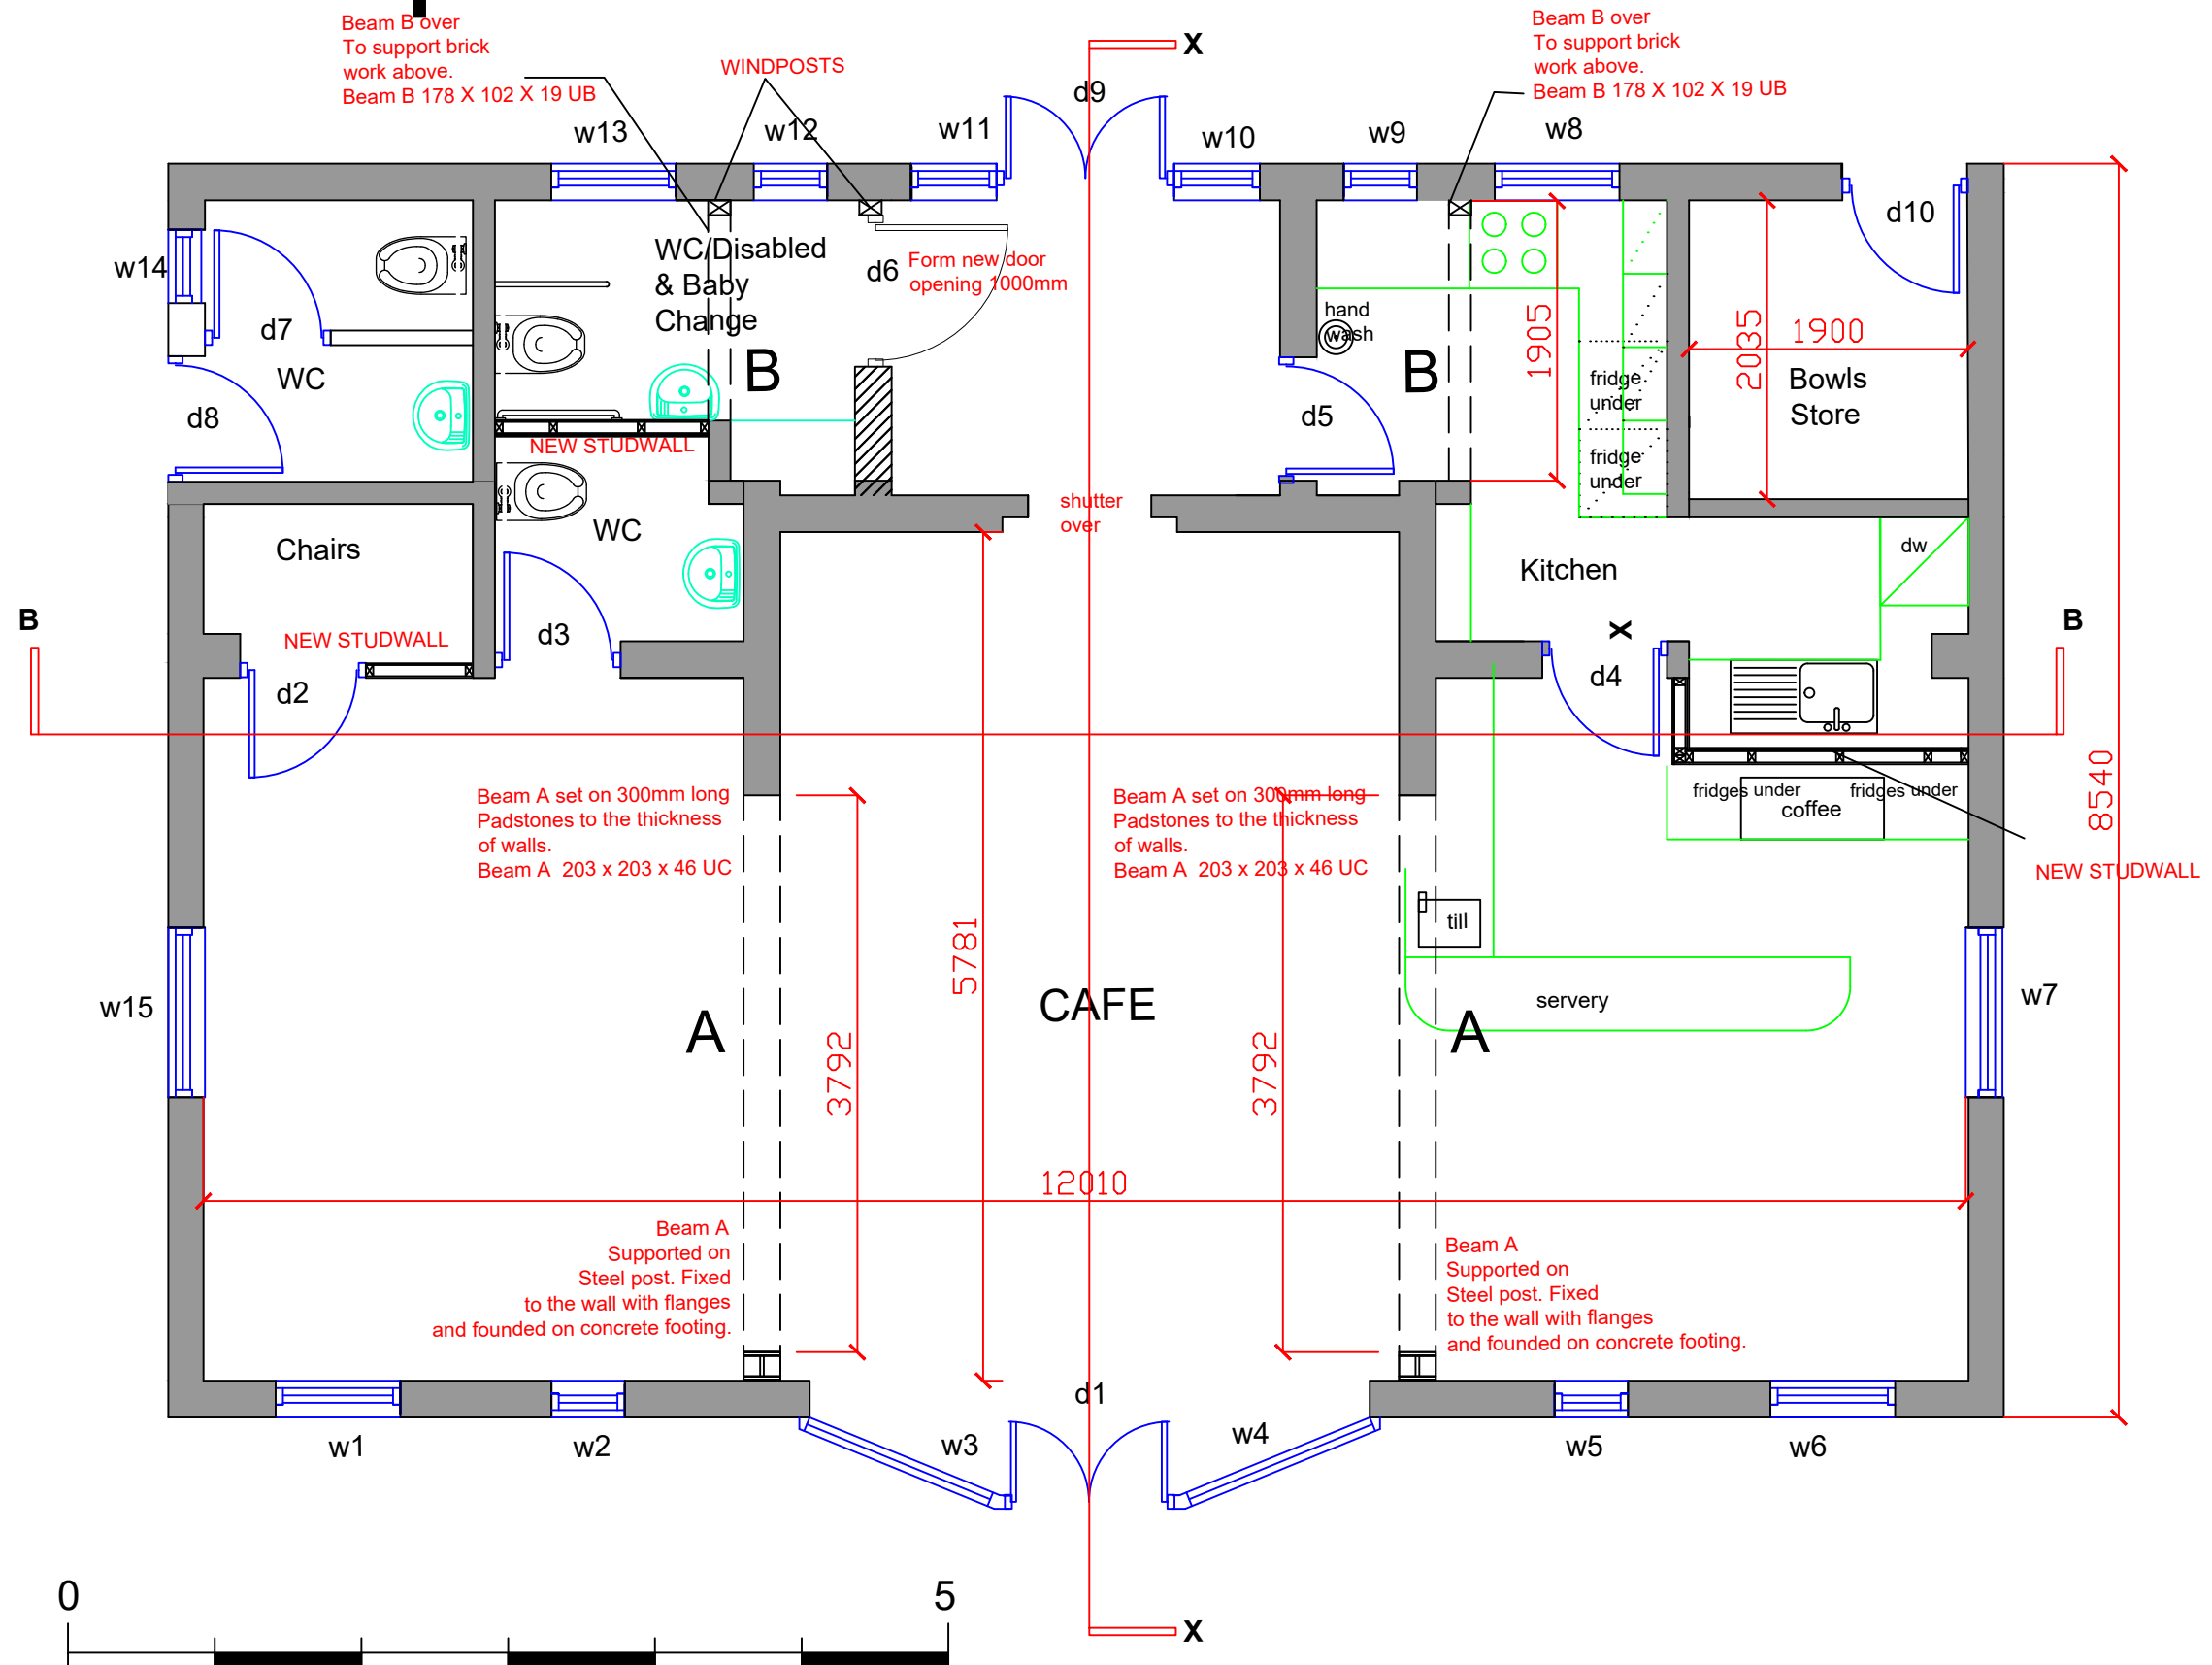 Beam B over
To support brick
work above.
Beam B 178 X 102 X 19 UB
WINDPOSTS
X
Beam B over
To support brick
work above.
Beam B 178 X 102 X 19 UB
d9
w13
w12
w11
w10
w9
w8
w14
WC/Disabled
& Baby
Change
d6
Form new door
opening 1000mm
d10
d7
WC
B
hand
wash
B
1905
2035
1900
Bowls
Store
fridge
under
fridge
under
d8
d5
NEW STUDWALL
WC
shutter
over
Chairs
Kitchen
dw
B
NEW STUDWALL
d3
X
B
d2
d4
Beam A set on 300mm long
Padstones to the thickness
of walls.
Beam A 203 x 203 x 46 UC
Beam A set on 300mm long
Padstones to the thickness
of walls.
Beam A 203 x 203 x 46 UC
fridges under
fridges under
coffee
8540
NEW STUDWALL
till
5781
w15
A
CAFE
A
servery
w7
3792
3792
12010
Beam A
Supported on
Steel post. Fixed
to the wall with flanges
and founded on concrete footing.
Beam A
Supported on
Steel post. Fixed
to the wall with flanges
and founded on concrete footing.
d1
w1
w2
w3
w4
w5
w6
0
5
X